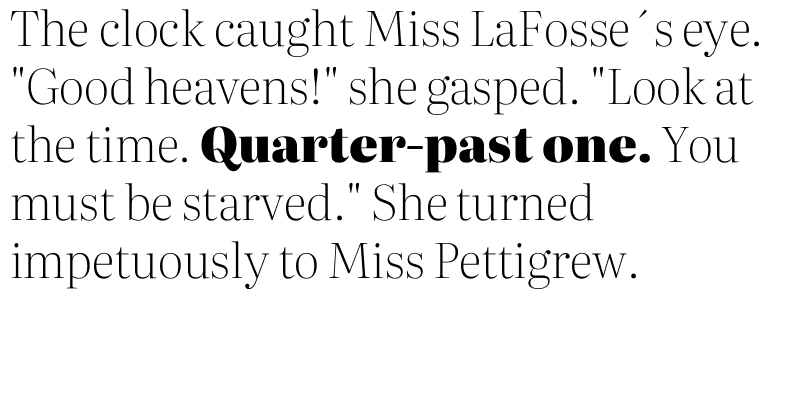 The clock caught Miss LaFosse´s eye.
"Good heavens!" she gasped. "Look at
the time. Quarter-past one. You
must be starved." She turned
impetuously to Miss Pettigrew.